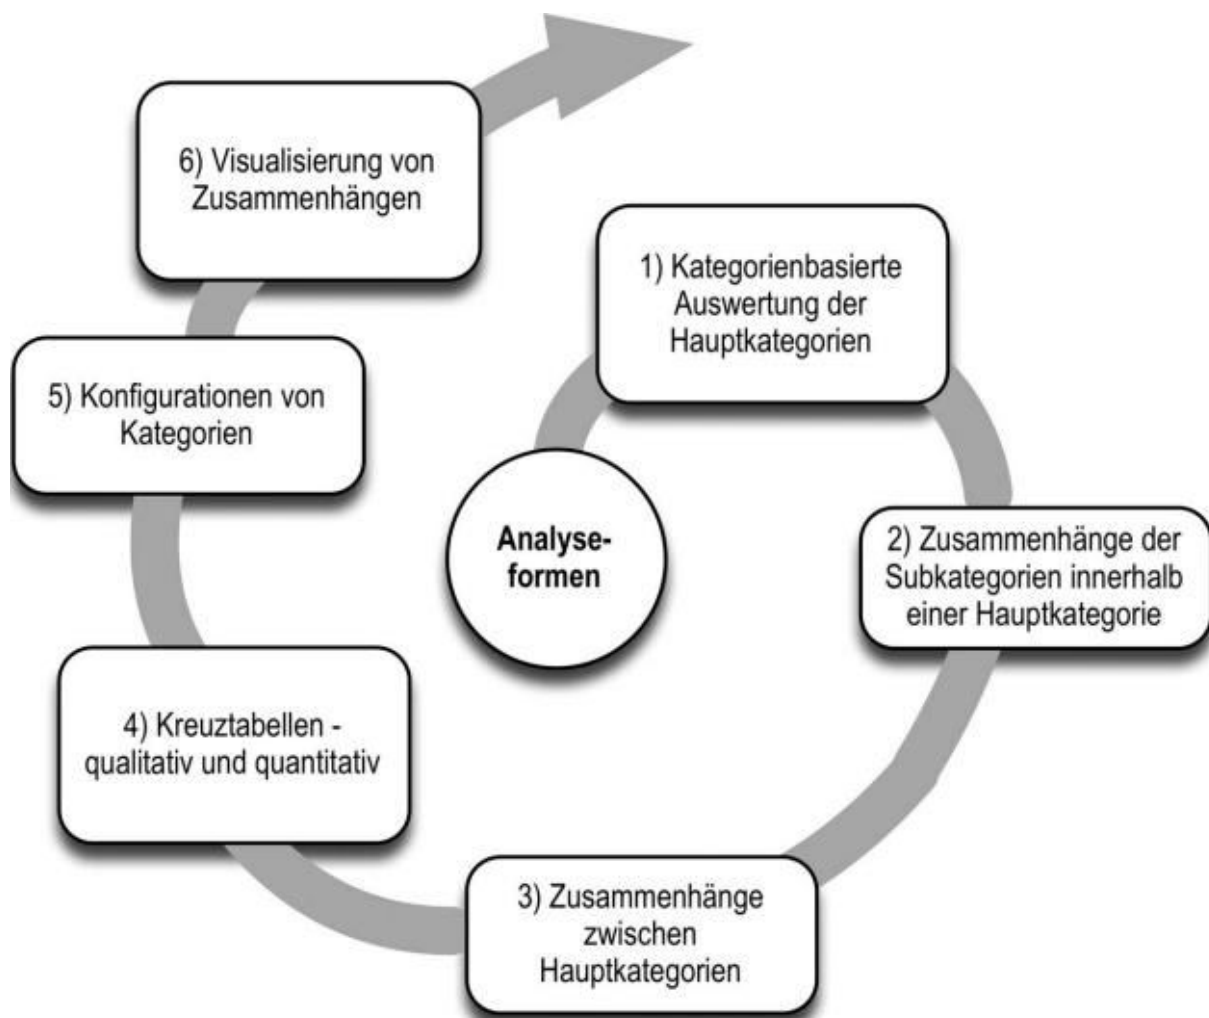 6) Visualisierung von
Zusammenhängen
1) Kategorienbasierte
Auswertung der
Hauptkategorien
5) Konfigurationen von
Kategorien
Analyse-
formen
2) Zusammenhänge der
Subkategorien innerhalb
einer Hauptkategorie
4) Kreuztabellen -
qualitativ und quantitativ
3) Zusammenhänge
zwischen
Hauptkategorien